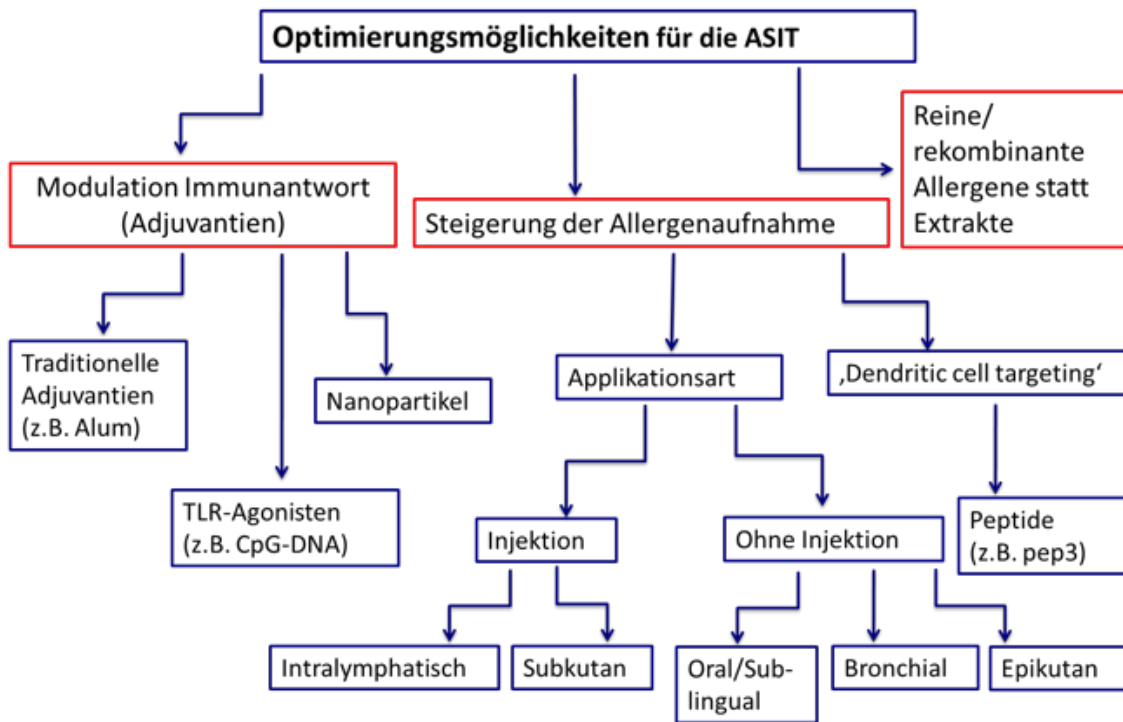 Optimierungsmöglichkeiten für die ASIT
Reine/
rekombinante
Allergene statt
Extrakte
Modulation Immunantwort
(Adjuvantien)
Steigerung der Allergenaufnahme
Traditionelle
Adjuvantien
(z.B. Alum)
Nanopartikel
Applikationsart
‚Dendritic cell targeting‘
TLR-Agonisten
(z.B. CpG-DNA)
Injektion
Ohne Injektion
Peptide
(z.B. pep3)
Intralymphatisch
Subkutan
Oral/Sub-
lingual
Bronchial
Epikutan